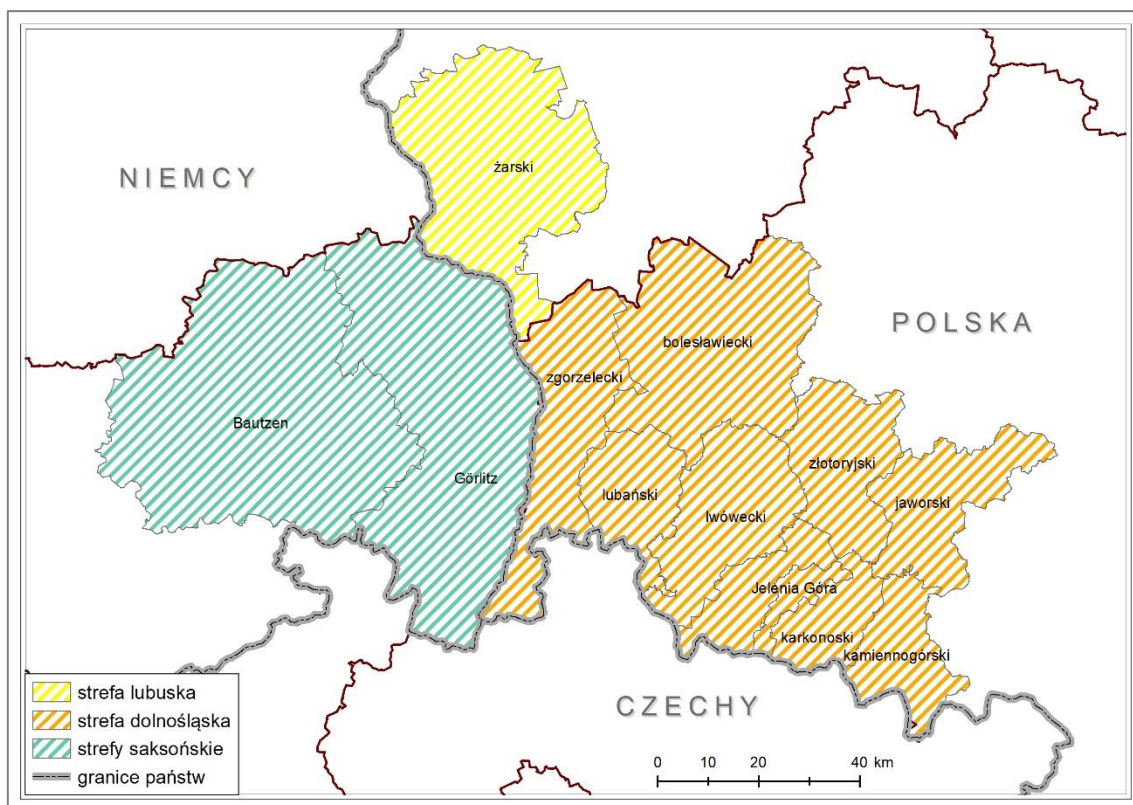 żarski
NIEMCY
POLSKA
bolesławiecki
zgorzelecki
Bautzen
złotoryjski
Görlitz
lubański
jaworski
lwówecki
Jelenia Góra
karkonoski
kamiennogórski
CZECHY
strefa lubuska
strefa dolnośląska
strefy saksońskie
granice państw
0 10 20 40 km